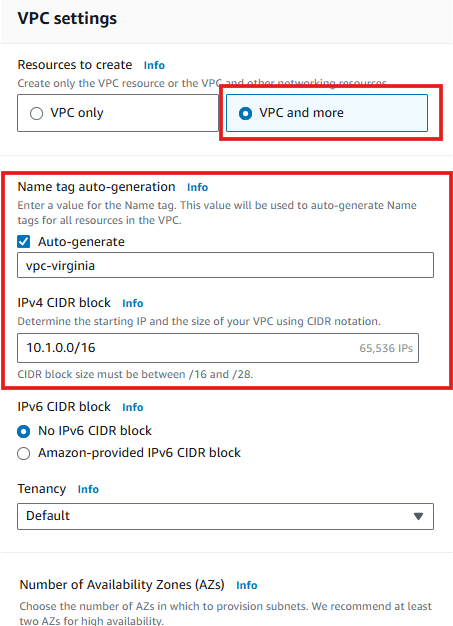 VPC settings
Resources to create Info
Create only the VPC resource or the VPC and other networking resources.
VPC only
VPC and more
Name tag auto-generation Info
Enter a value for the Name tag. This value will be used to auto-generate Name
tags for all resources in the VPC.
Auto-generate
vpc-virginia
IPv4 CIDR block Info
Determine the starting IP and the size of your VPC using CIDR notation.
10.1.0.0/16 65,536 IPs
CIDR block size must be between /16 and /28.
IPv6 CIDR block Info
No IPv6 CIDR block
Amazon-provided IPv6 CIDR block
Tenancy Info
Default
Number of Availability Zones (AZs) Info
Choose the number of AZs in which to provision subnets. We recommend at least
two AZs for high availability.